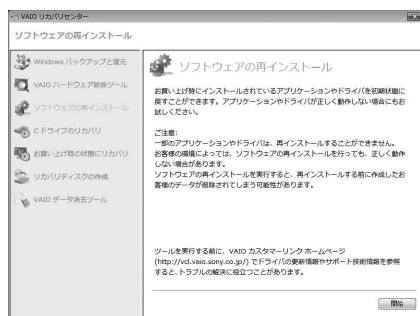 VAIO リカバリセンター
ソフトウェアの再インストール
Windows バックアップと復元
VAIO ハードウェア診断ツール
ソフトウェアの再インストール
C ドライブのリカバリ
お買い上げ時の状態にリカバリ
リカバリディスクの作成
VAIO データ消去ツール
ソフトウェアの再インストール
お買い上げ時にインストールされているアプリケーションやドライバを初期状態に
戻すことができます。アプリケーションやドライバが正しく動作しない場合にもお
試しください。
ご注意:
一部のアプリケーションやドライバは、再インストールすることができません。
お客様の環境によっては、ソフトウェアの再インストールを行っても、正しく動作
しない場合があります。
ソフトウェアの再インストールを実行すると、再インストールする前に作成したお
客様のデータが削除されてしまう可能性があります。
ツールを実行する前に、VAIO カスタマーリンク ホームページ
(http://vcl.vaio.sony.co.jp/) でドライバの更新情報やサポート技術情報を参照
すると、トラブルの解決に役立つことがあります。
開始